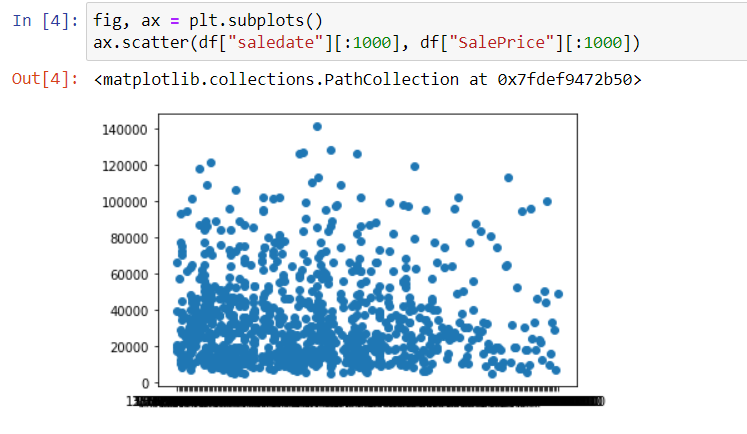 In [4]: fig, ax = plt.subplots()
ax.scatter(df["saledate"][:1000], df["SalePrice"][:1000])
Out[4]: <matplotlib.collections.PathCollection at 0x7fdef9472b50>
140000
120000
100000
80000
60000
40000
20000
0